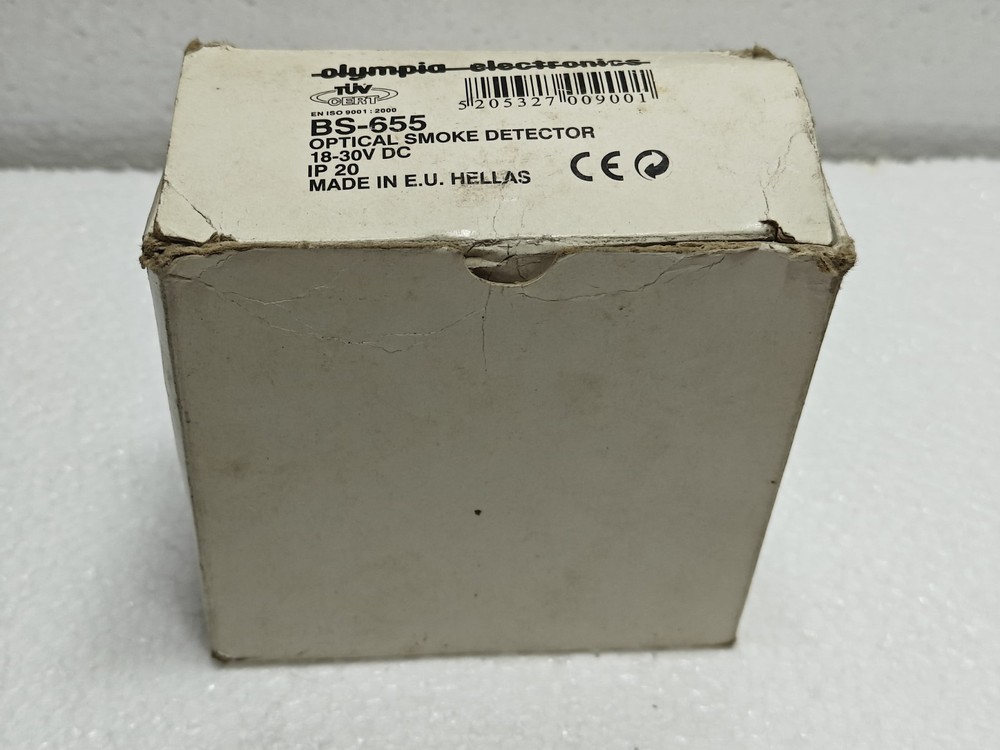 olympia electronics
TÜV
CERT
5 205327 009001
EN ISO 9001 : 2000
BS-655
OPTICAL SMOKE DETECTOR
18-30V DC
IP 20
CE
MADE IN E.U. HELLAS